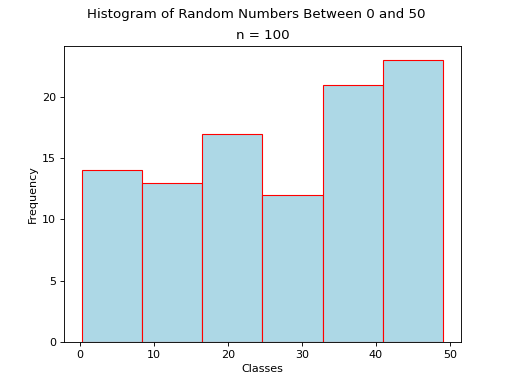 Histogram of Random Numbers Between 0 and 50
n = 100
20
15
10
5
0
Frequency
0 10 20 30 40 50
Classes